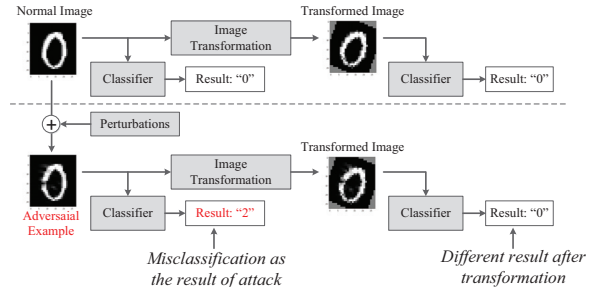 Normal Image
Transformed Image
Image
Transformation
Classifier
Result: “0”
Classifier
Result: “0”
+
Perturbations
Transformed Image
Image
Transformation
Adversaial
Example
Classifier
Result: “2”
Classifier
Result: “0”
Misclassification as
the result of attack
Different result after
transformation